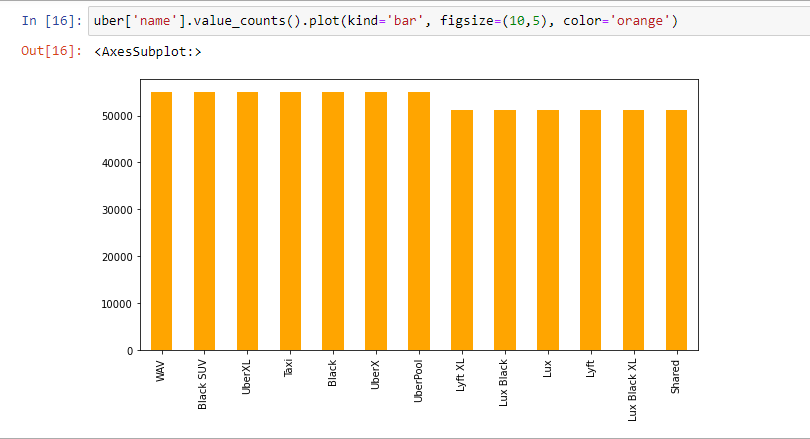 In [16]: uber['name'].value_counts().plot(kind='bar', figsize=(10,5), color='orange')
Out[16]: <AxesSubplot:>
50000
40000
30000
20000
10000
0
WAV
Black SUV
UberXL
Taxi
Black
UberX
UberPool
Lyft XL
Lux Black
Lux
Lyft
Lux Black XL
Shared